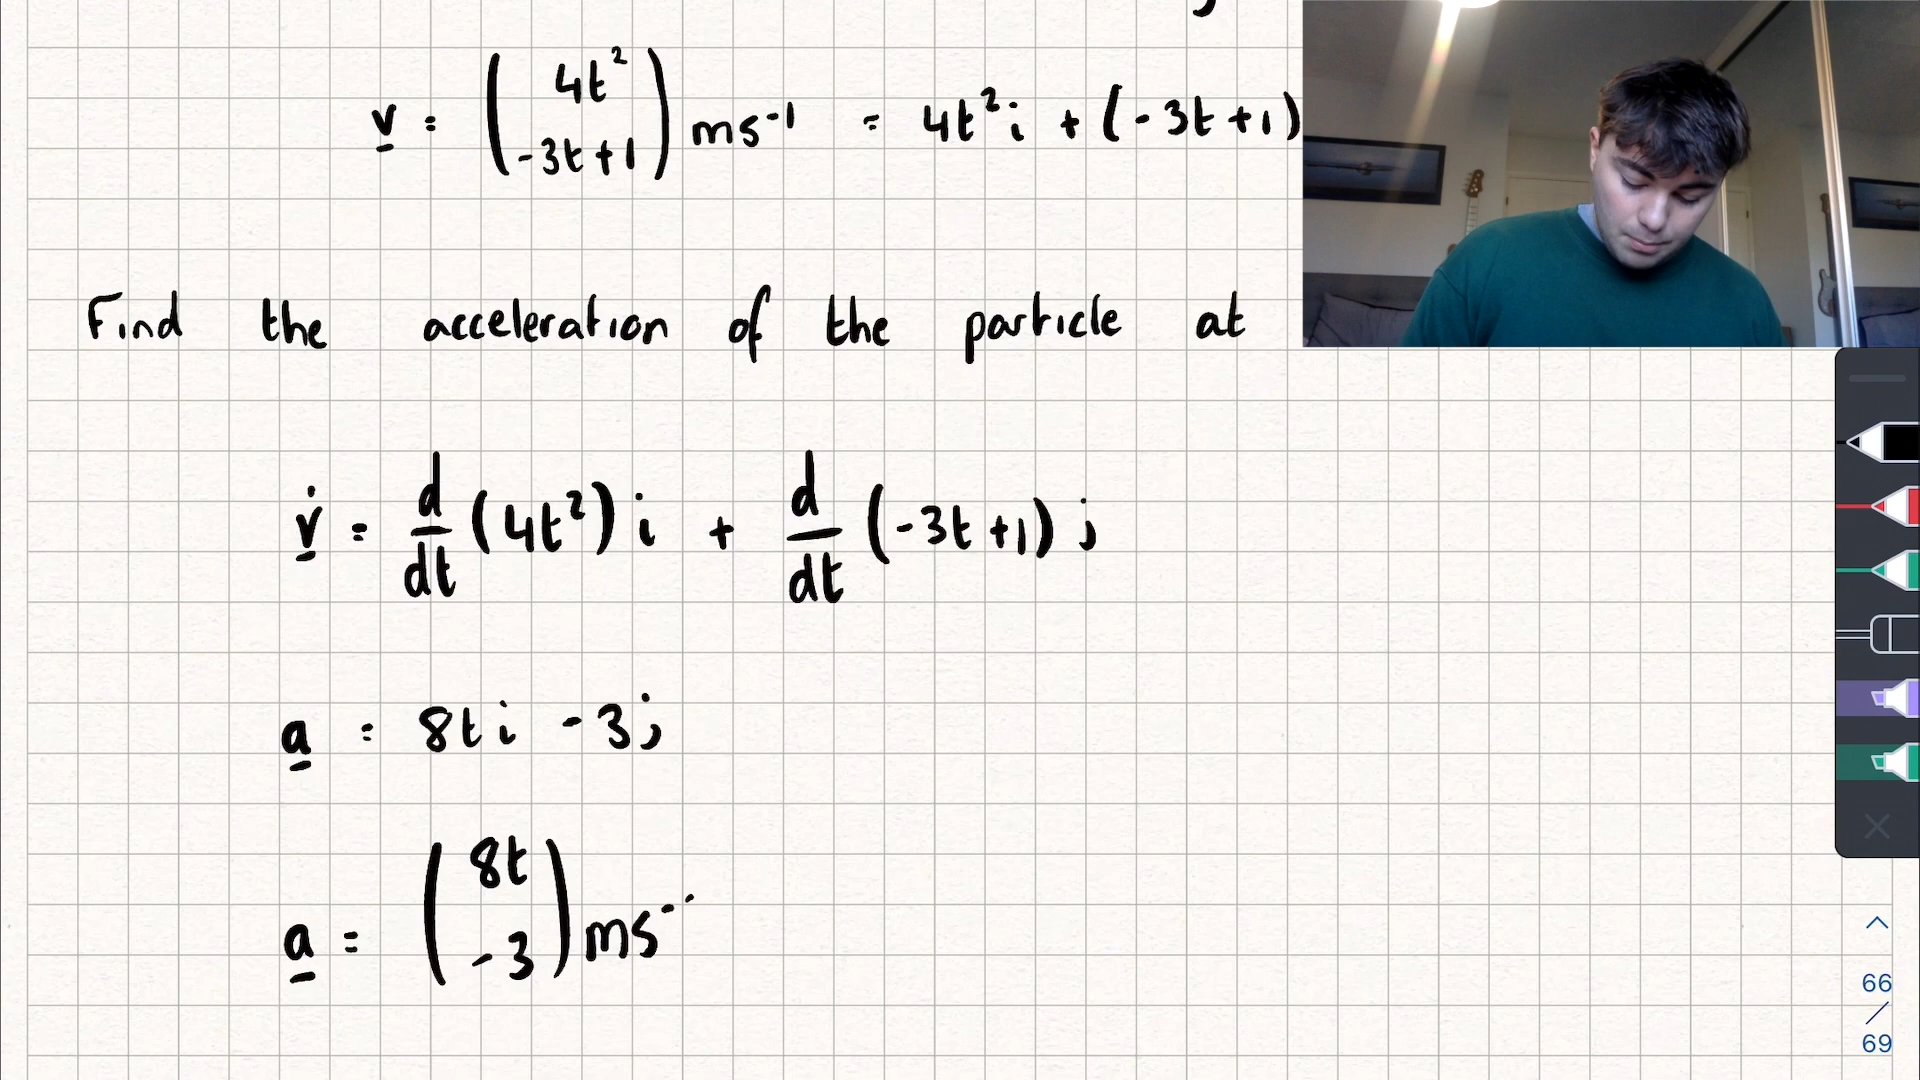 v = ( 4t² -3t+1 ) ms⁻¹ = 4t²i + (-3t+1)
Find the acceleration of the particle at
v̇ = d/dt (4t²) i + d/dt (-3t+1) j
a = 8ti -3j
a = ( 8t -3 ) ms⁻
66
/
69